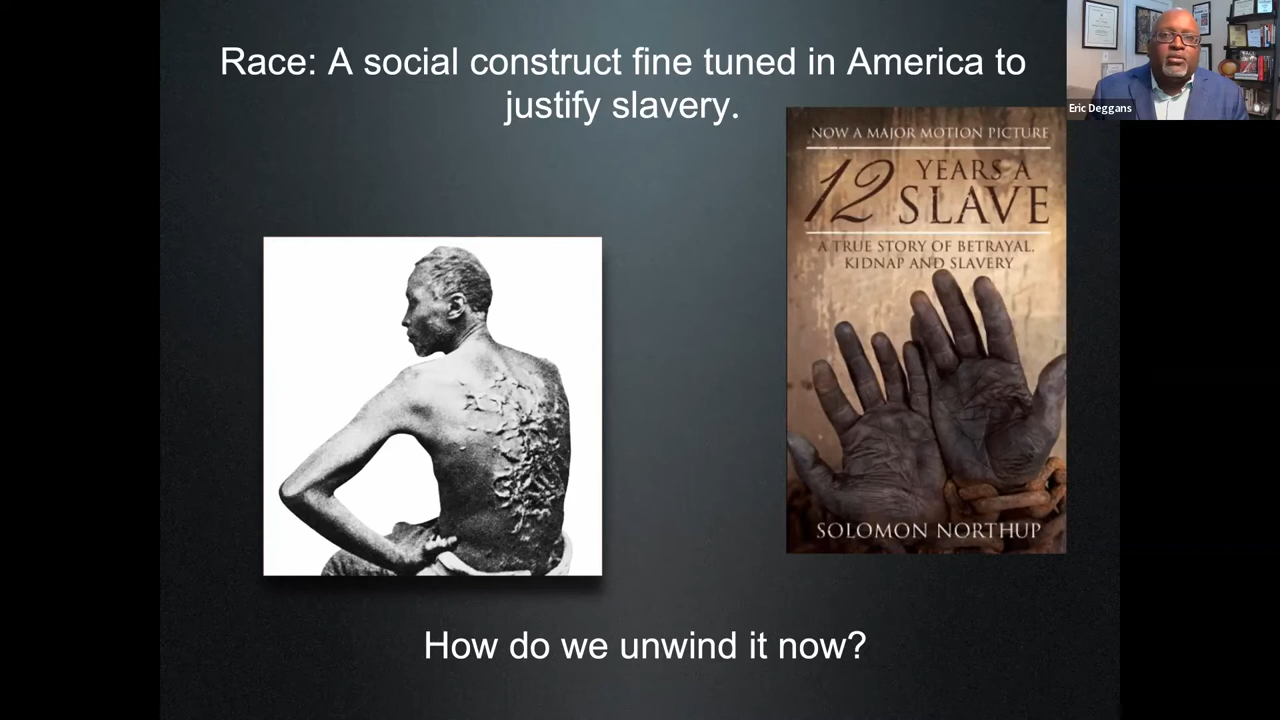 Race: A social construct fine tuned in America to
justify slavery.
Eric Deggans
NOW A MAJOR MOTION PICTURE
12 YEARS A
SLAVE
A TRUE STORY OF BETRAYAL,
KIDNAP AND SLAVERY
SOLOMON NORTHUP
How do we unwind it now?